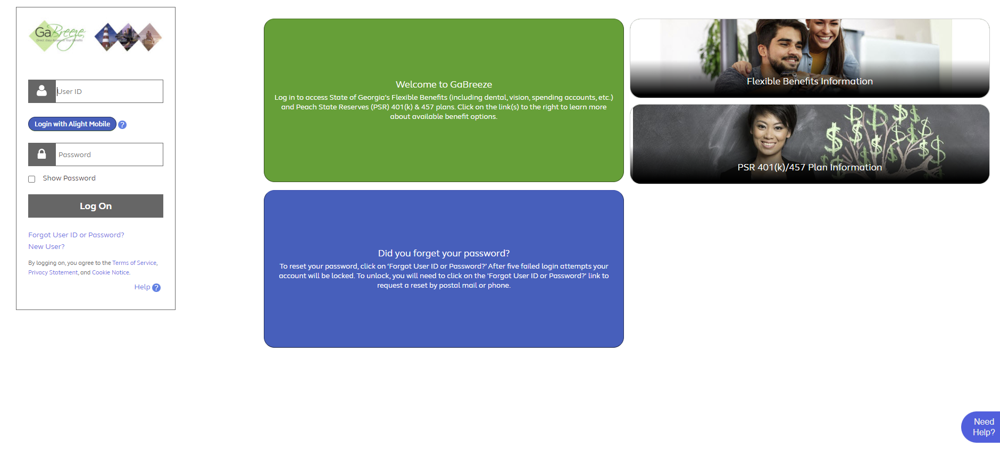 GaBreeze
Direct. Easy Access to Your Benefits
User ID
Login with Alight Mobile ?
Password
Show Password
Log On
Forgot User ID or Password?
New User?
By logging on, you agree to the Terms of Service,
Privacy Statement, and Cookie Notice.
Help ?
Welcome to GaBreeze
Log in to access State of Georgia's Flexible Benefits (including dental, vision, spending accounts, etc.)
and Peach State Reserves (PSR) 401(k) & 457 plans. Click on the link(s) to the right to learn more
about available benefit options.
Did you forget your password?
To reset your password, click on ‘Forgot User ID or Password?’ After five failed login attempts your
account will be locked. To unlock, you will need to click on the 'Forgot User ID or Password?' link to
request a reset by postal mail or phone.
Flexible Benefits Information
PSR 401(k)/457 Plan Information
Need
Help?